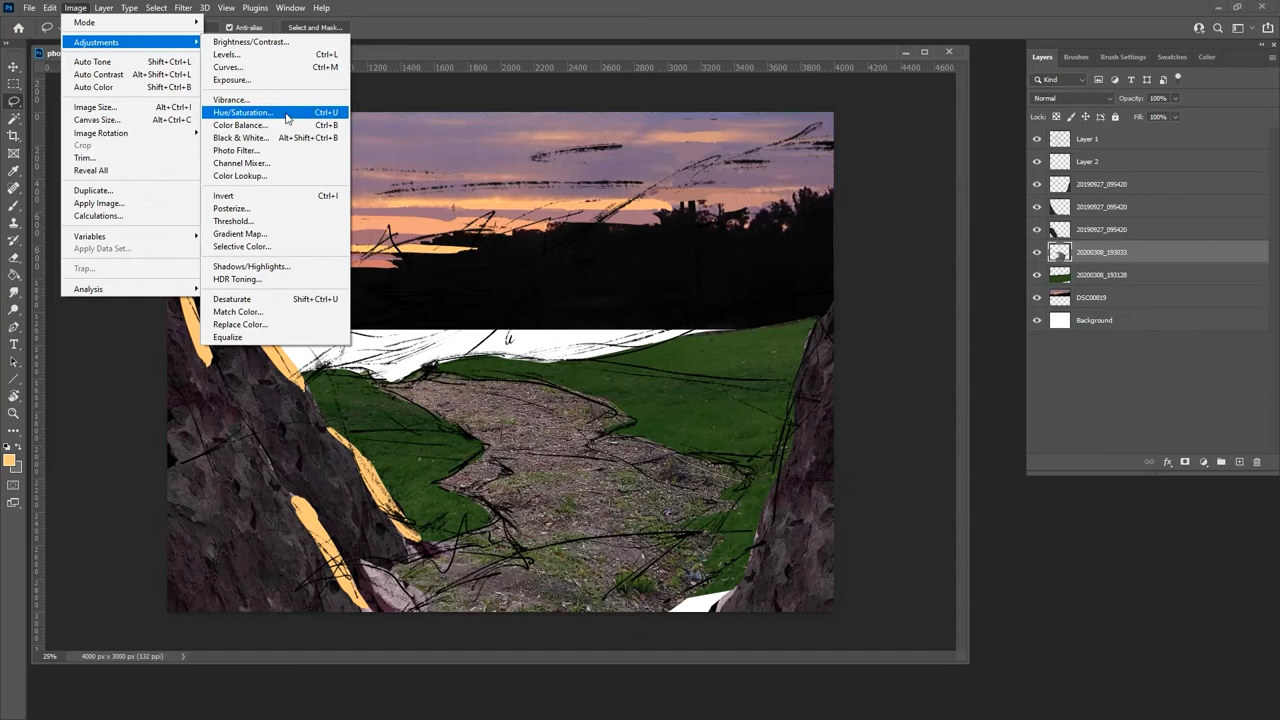 File Edit Image Layer Type Select Filter 3D View Plugins Window Help
Anti-alias Select and Mask...
Mode
Adjustments
Auto Tone Shift+Ctrl+L
Auto Contrast Alt+Shift+Ctrl+L
Auto Color Shift+Ctrl+B
Image Size... Alt+Ctrl+I
Canvas Size... Alt+Ctrl+C
Image Rotation
Crop
Trim...
Reveal All
Duplicate...
Apply Image...
Calculations...
Variables
Apply Data Set...
Trap...
Analysis
Brightness/Contrast...
Levels... Ctrl+L
Curves... Ctrl+M
Exposure...
Vibrance...
Hue/Saturation... Ctrl+U
Color Balance... Ctrl+B
Black & White... Alt+Shift+Ctrl+B
Photo Filter...
Channel Mixer...
Color Lookup...
Invert Ctrl+I
Posterize...
Threshold...
Gradient Map...
Selective Color...
Shadows/Highlights...
HDR Toning...
Desaturate Shift+Ctrl+U
Match Color...
Replace Color...
Equalize
1200 1400 1600 1800 2000 2200 2400 2600 2800 3000 3200 3400 3600 3800 4000 4200 4400 4600
25% 4000 px x 3000 px (132 ppi)
Layers Brushes Brush Settings Swatches Color
Kind
Normal Opacity: 100%
Lock: Fill: 100%
Layer 1
Layer 2
20190927_095420
20190927_095420
20190927_095420
20200308_193033
20200308_193128
DSC00819
Background